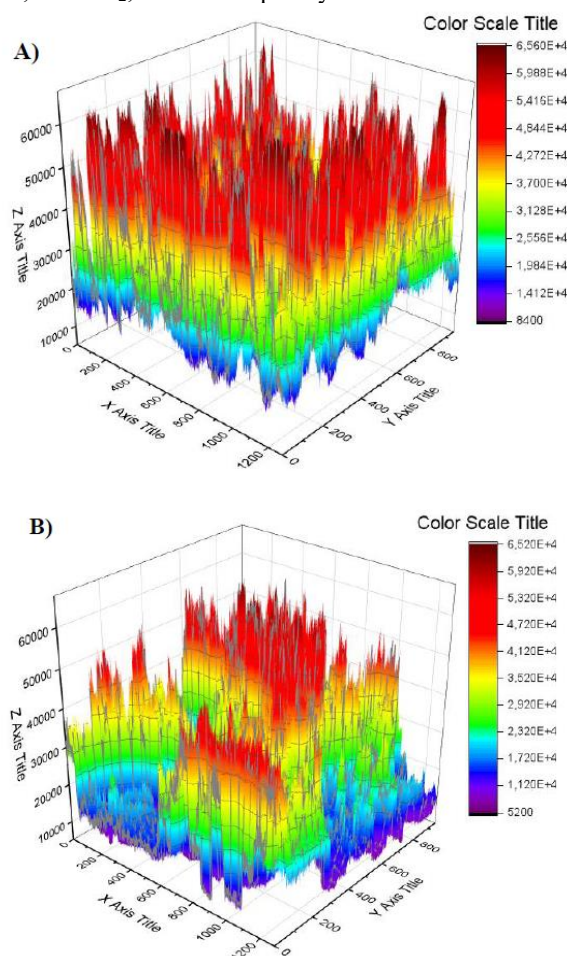 Color Scale Title
A)
6,560E+4
5,988E+4
5,416E+4
4,844E+4
4,272E+4
3,700E+4
3,128E+4
2,556E+4
1,984E+4
1,412E+4
8400
60000
50000
40000
30000
20000
10000
Z Axis Title
0
200
400
600
800
1000
1200
X Axis Title
0
200
400
600
800
Y Axis Title
B)
Color Scale Title
6,520E+4
5,920E+4
5,320E+4
4,720E+4
4,120E+4
3,520E+4
2,920E+4
2,320E+4
1,720E+4
1,120E+4
5200
60000
50000
40000
30000
20000
10000
Z Axis Title
0
200
400
600
800
1000
1200
X Axis Title
0
200
400
600
800
Y Axis Title